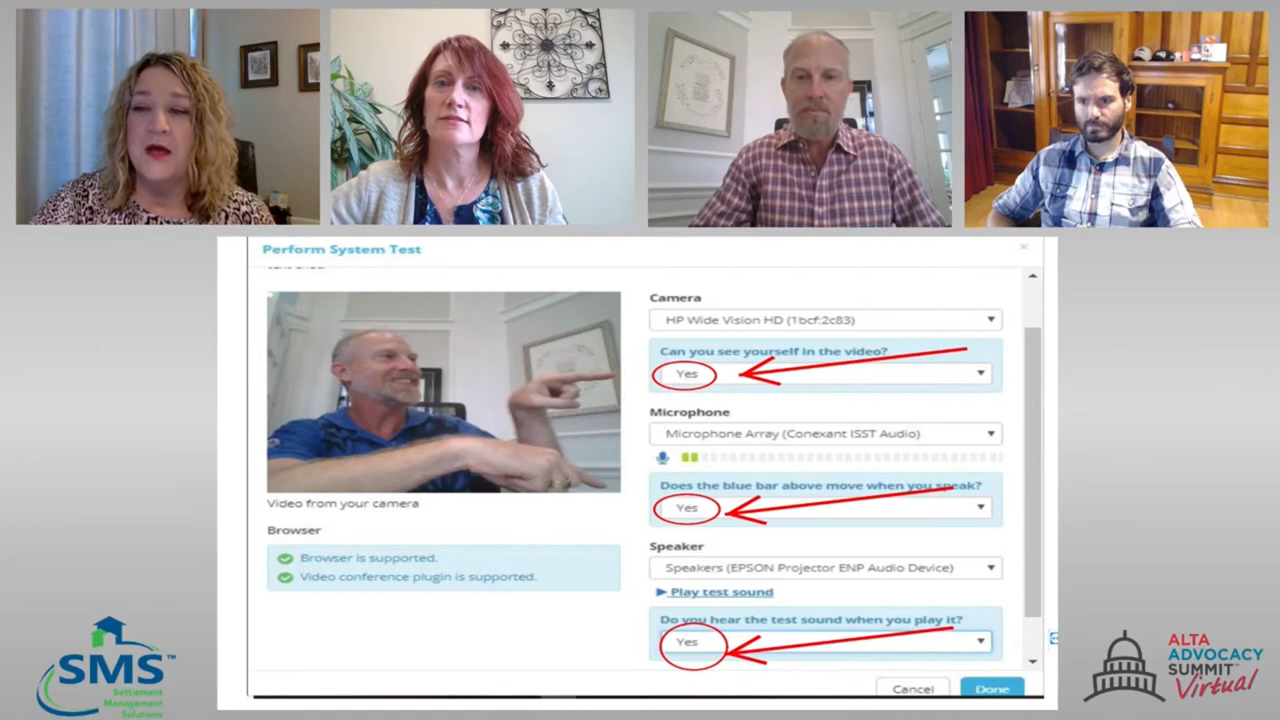 Perform System Test
Camera
HP Wide Vision HD (1bcf:2c83)
Can you see yourself in the video?
Yes
Microphone
Microphone Array (Conexant ISST Audio)
Does the blue bar above move when you speak?
Yes
Video from your camera
Browser
Browser is supported.
Video conference plugin is supported.
Speaker
Speakers (EPSON Projector ENP Audio Device)
Play test sound
Do you hear the test sound when you play it?
Yes
Cancel
Done
SMS™
Settlement
Management
Solutions
ALTA
ADVOCACY
SUMMIT™
Virtual